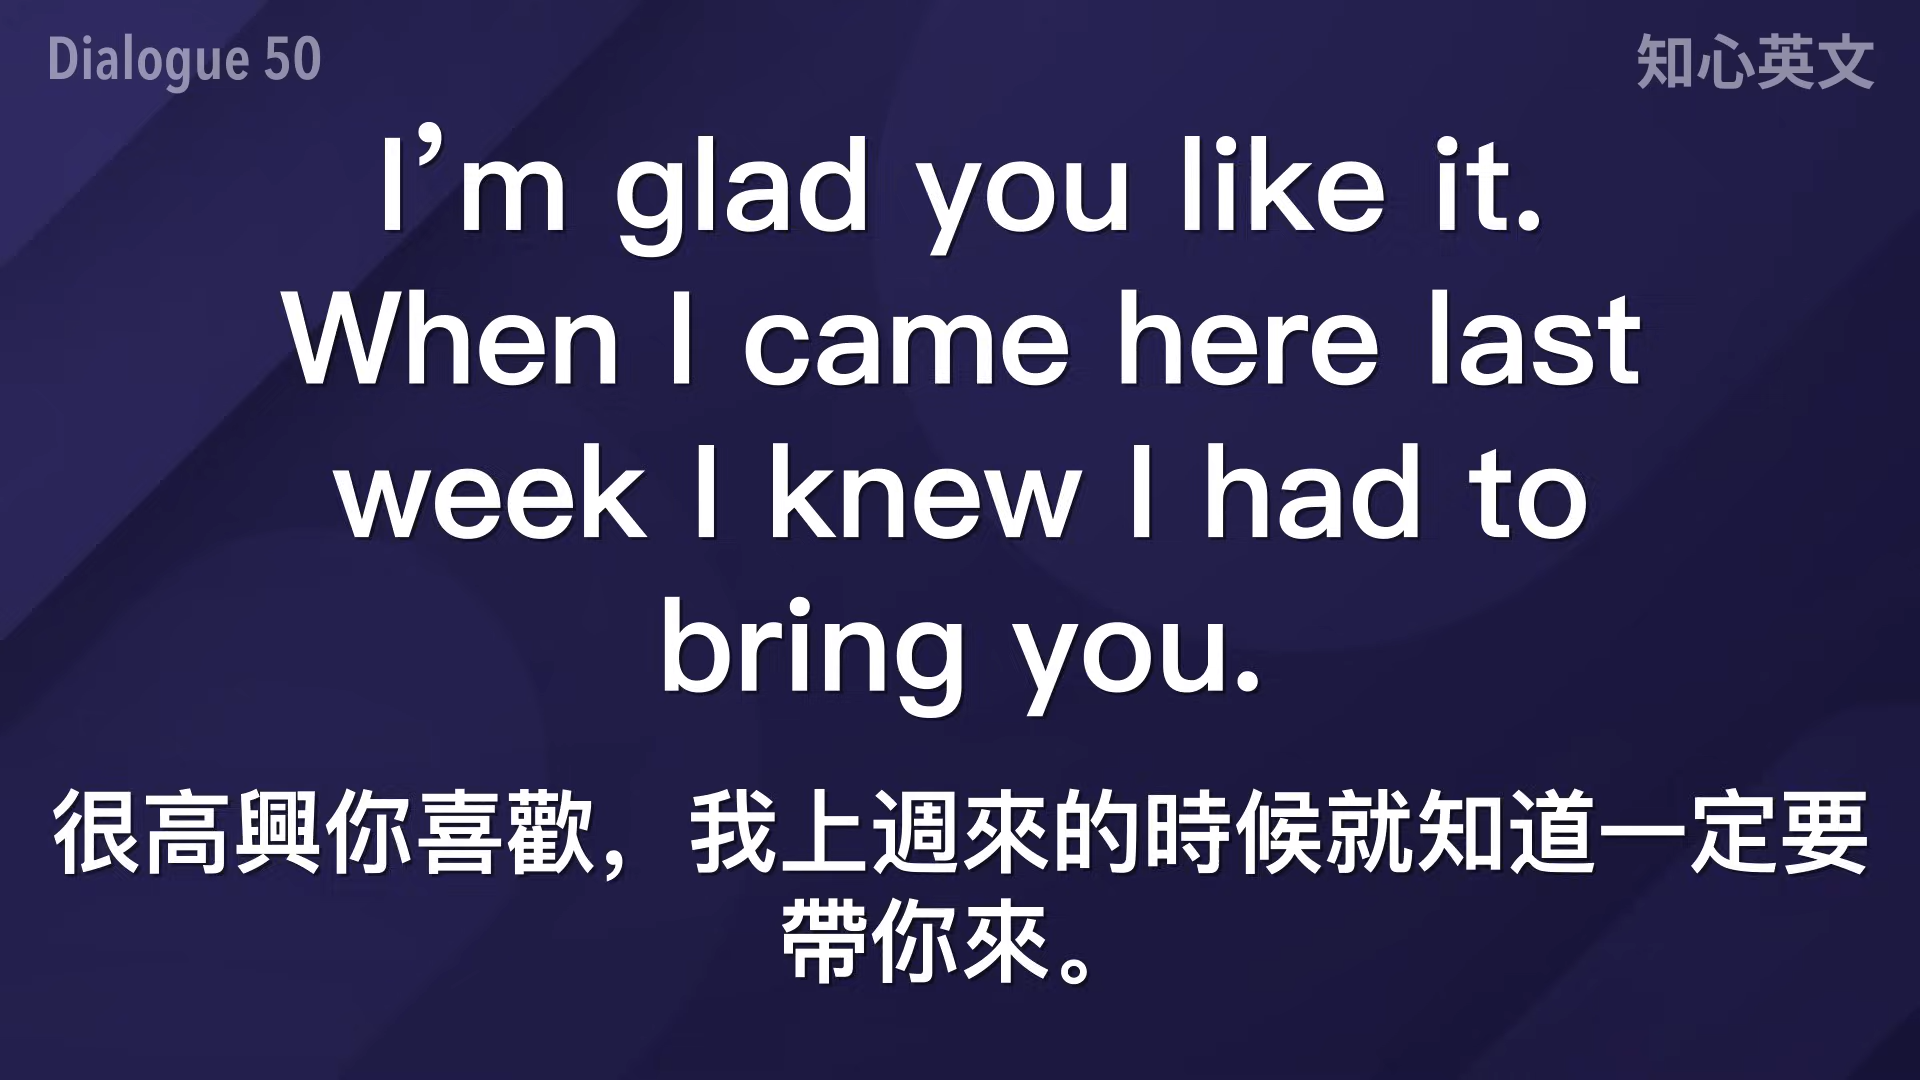 Dialogue 50
知心英文
I’m glad you like it.
When I came here last
week I knew I had to
bring you.
很高興你喜歡，我上週來的時候就知道一定要
帶你來。